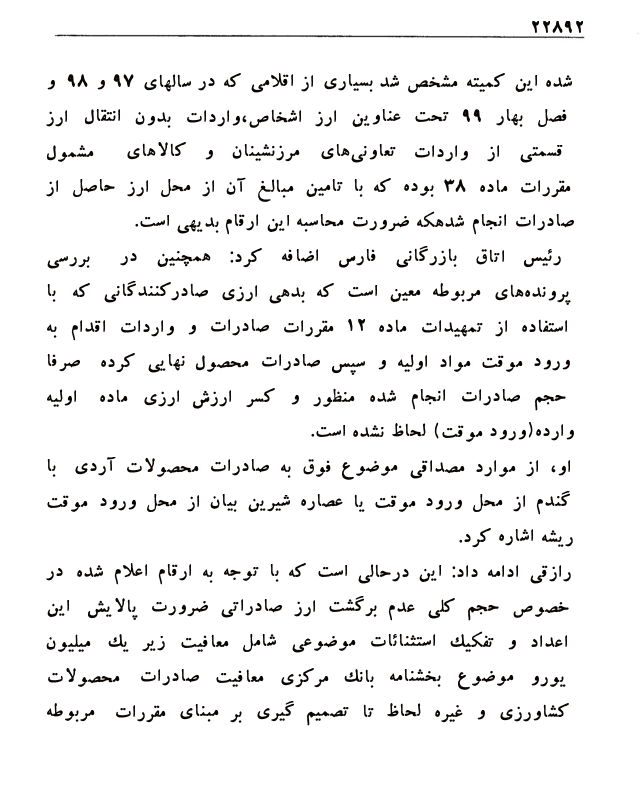 ۲۲۸۹۲
شده این کمیته مشخص شد بسیاری از اقلامی که در سالهای ۹۷ و ۹۸ و
فصل بهار ۹۹ تحت عناوین ارز اشخاص،واردات بدون انتقال ارز
قسمتی از واردات تعاونی‌های مرزنشینان و کالاهای مشمول
مقررات ماده ۳۸ بوده که با تامین مبالغ آن از محل ارز حاصل از
صادرات انجام شدهکه ضرورت محاسبه این ارقام بدیهی است.
رئیس اتاق بازرگانی فارس اضافه کرد: همچنین در بررسی
پرونده‌های مربوطه معین است که بدهی ارزی صادرکنندگانی که با
استفاده از تمهیدات ماده ۱۲ مقررات صادرات و واردات اقدام به
ورود موقت مواد اولیه و سپس صادرات محصول نهایی کرده صرفا
حجم صادرات انجام شده منظور و کسر ارزش ارزی ماده اولیه
وارده(ورود موقت) لحاظ نشده است.
او، از موارد مصداقی موضوع فوق به صادرات محصولات آردی با
گندم از محل ورود موقت یا عصاره شیرین بیان از محل ورود موقت
ریشه اشاره کرد.
رازقی ادامه داد: این درحالی است که با توجه به ارقام اعلام شده در
خصوص حجم کلی عدم برگشت ارز صادراتی ضرورت پالایش این
اعداد و تفکیك استثنائات موضوعی شامل معافیت زیر یك میلیون
یورو موضوع بخشنامه بانك مرکزی معافیت صادرات محصولات
کشاورزی و غیره لحاظ تا تصمیم گیری بر مبنای مقررات مربوطه